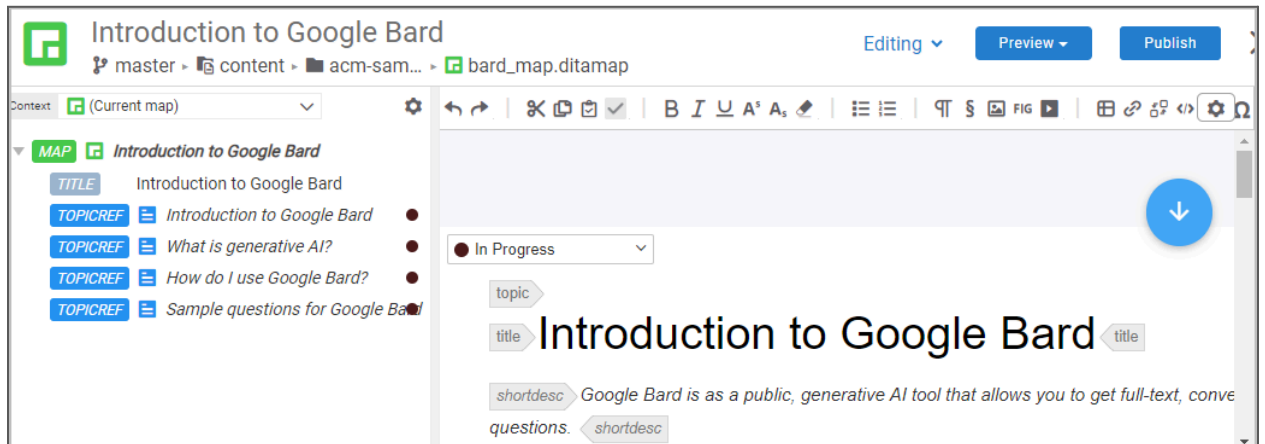 Introduction to Google Bard
master ▸ content ▸ acm-sam... ▸ bard_map.ditamap
Editing
Preview
Publish
Context (Current map)
B I U Aˢ Aₛ ¶ § FIG </> Ω
MAP Introduction to Google Bard
TITLE Introduction to Google Bard
TOPICREF Introduction to Google Bard
TOPICREF What is generative AI?
TOPICREF How do I use Google Bard?
TOPICREF Sample questions for Google Bard
In Progress
topic
title Introduction to Google Bard title
shortdesc Google Bard is as a public, generative AI tool that allows you to get full-text, conve
questions. shortdesc